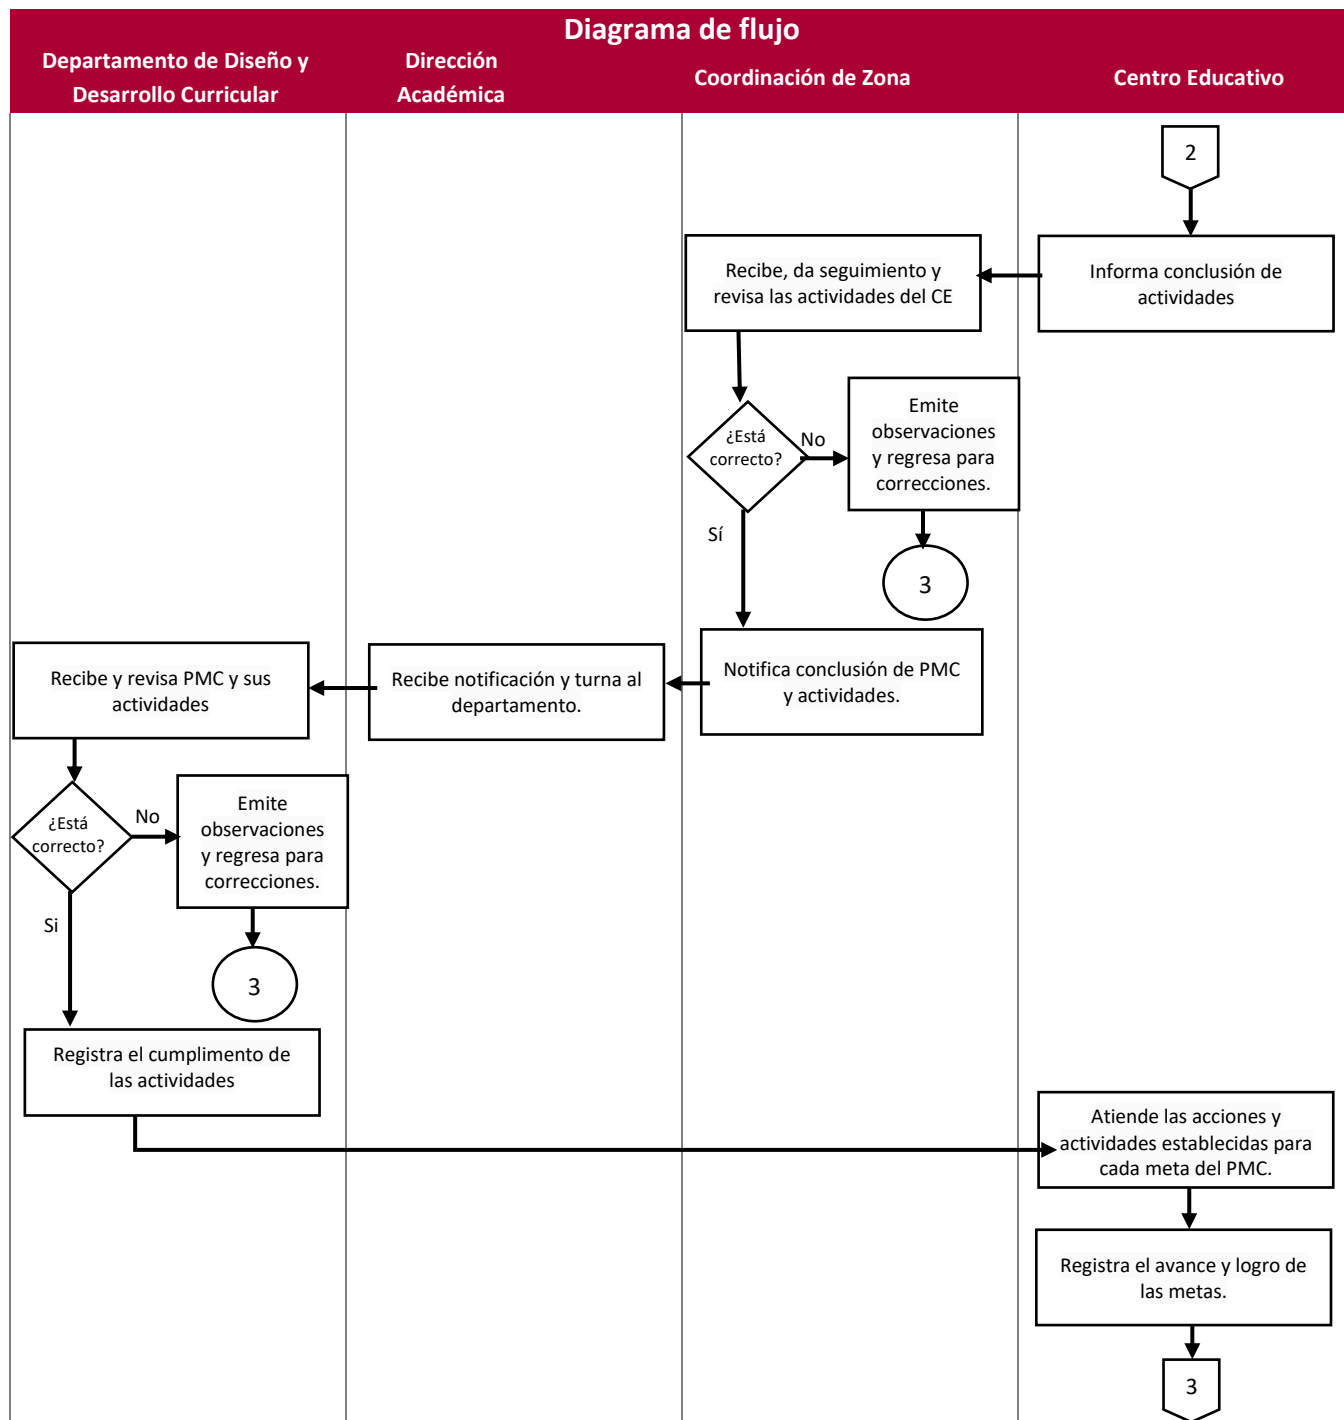 Diagrama de flujo
Departamento de Diseño y
Desarrollo Curricular
Dirección
Académica
Coordinación de Zona
Centro Educativo
2
Informa conclusión de
actividades
Recibe, da seguimiento y
revisa las actividades del CE
¿Está
correcto?
No
Emite
observaciones
y regresa para
correcciones.
Sí
3
Notifica conclusión de PMC
y actividades.
Recibe notificación y turna al
departamento.
Recibe y revisa PMC y sus
actividades
¿Está
correcto?
No
Emite
observaciones
y regresa para
correcciones.
Si
3
Registra el cumplimento de
las actividades
Atiende las acciones y
actividades establecidas para
cada meta del PMC.
Registra el avance y logro de
las metas.
3